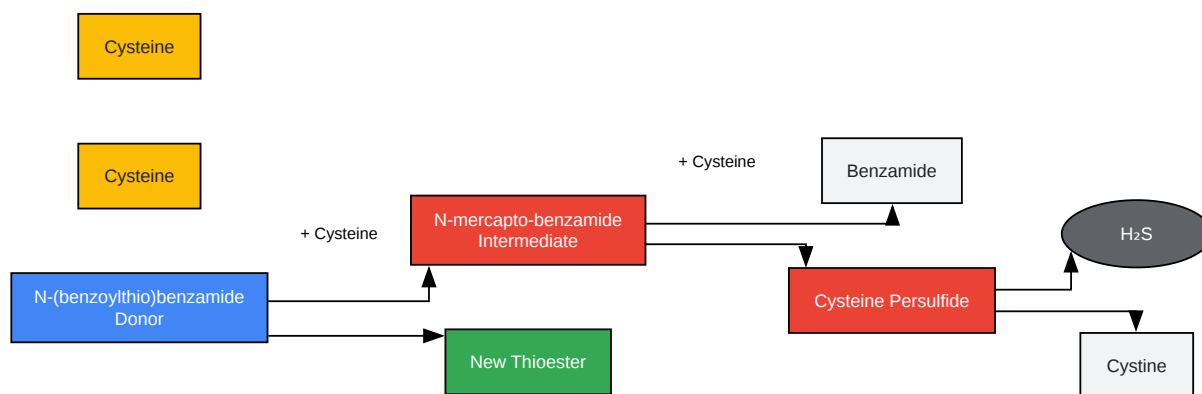 Cysteine
Cysteine
+ Cysteine
Benzamide
N-mercapto-benzamide
Intermediate
+ Cysteine
H₂S
N-(benzoylthio)benzamide
Donor
Cysteine Persulfide
New Thioester
Cystine